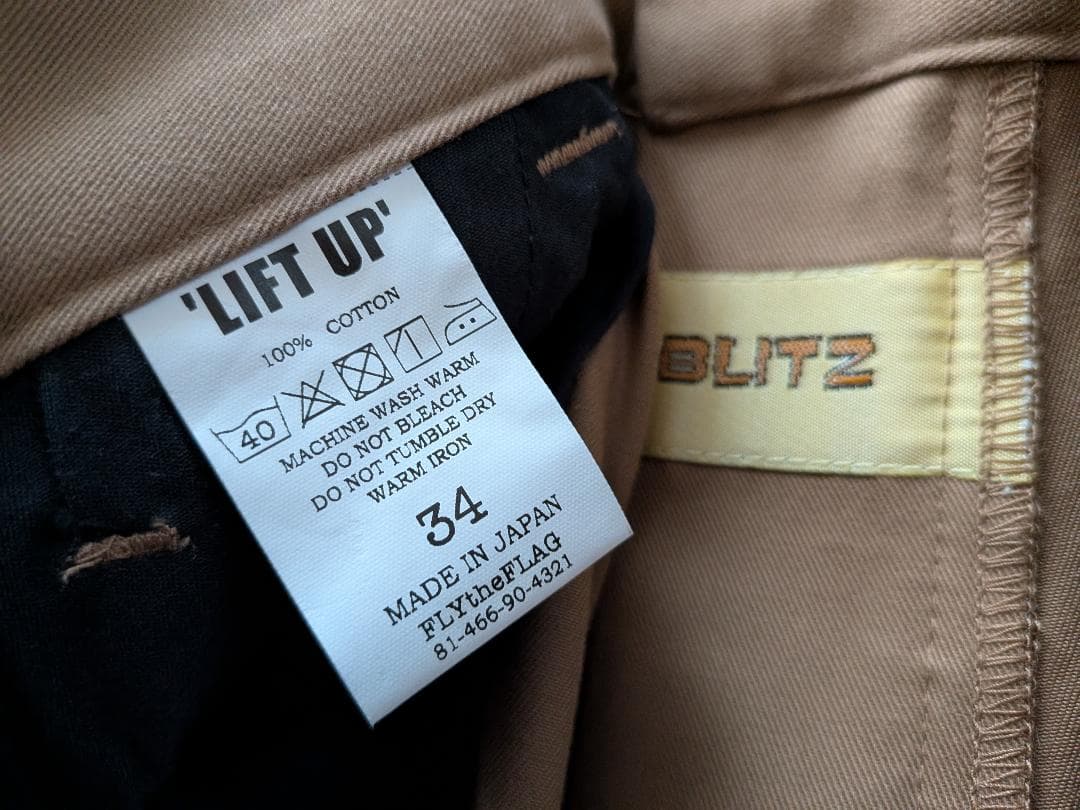 'LIFT UP'
100% COTTON
40
MACHINE WASH WARM
DO NOT BLEACH
DO NOT TUMBLE DRY
WARM IRON
34
MADE IN JAPAN
FLYtheFLAG
81-466-90-4321
BLITZ